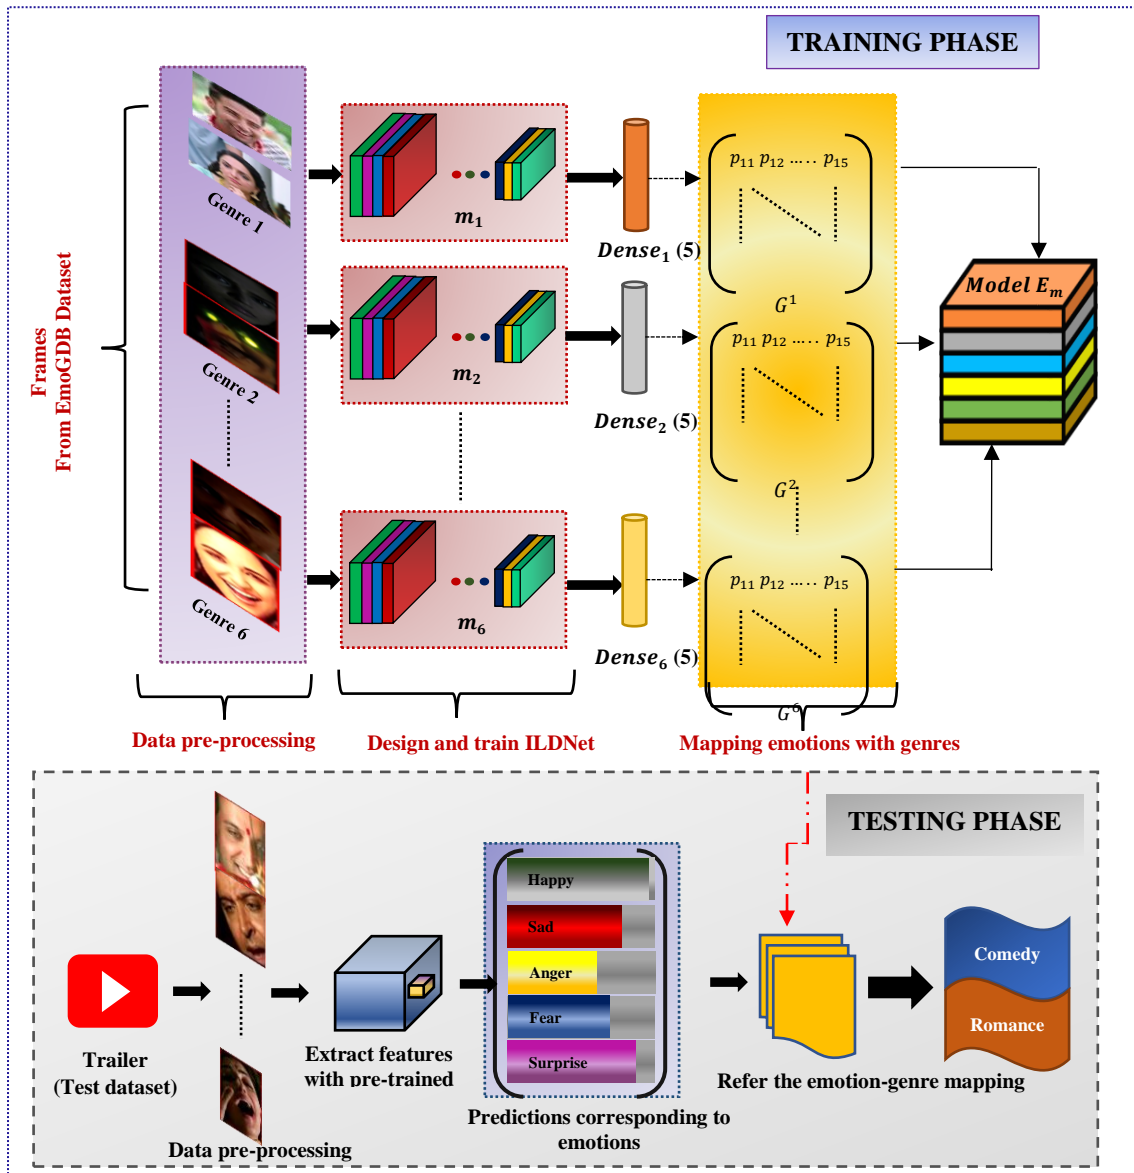 TRAINING PHASE
Frames
From EmoGDB Dataset
Genre 1
Genre 2
Genre 6
m₁
m₂
m₆
Dense₁ (5)
Dense₂ (5)
Dense₆ (5)
p₁₁ p₁₂ ..... p₁₅
G¹
p₁₁ p₁₂ ..... p₁₅
G²
p₁₁ p₁₂ ..... p₁₅
G⁶
Model Eₘ
Data pre-processing
Design and train ILDNet
Mapping emotions with genres
TESTING PHASE
Trailer
(Test dataset)
Data pre-processing
Extract features
with pre-trained
Happy
Sad
Anger
Fear
Surprise
Predictions corresponding to
emotions
Refer the emotion-genre mapping
Comedy
Romance